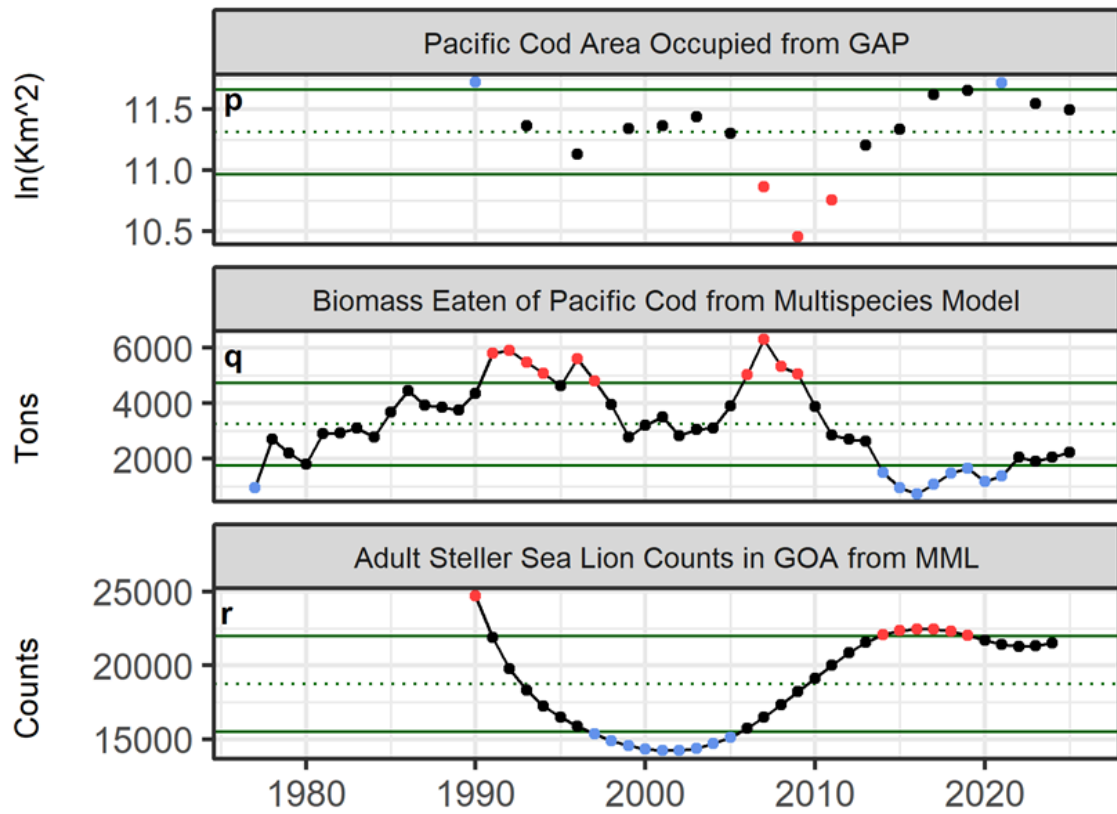 Pacific Cod Area Occupied from GAP
p
ln(Km^2)
11.5
11.0
10.5
Biomass Eaten of Pacific Cod from Multispecies Model
q
Tons
6000
4000
2000
Adult Steller Sea Lion Counts in GOA from MML
r
Counts
25000
20000
15000
1980 1990 2000 2010 2020